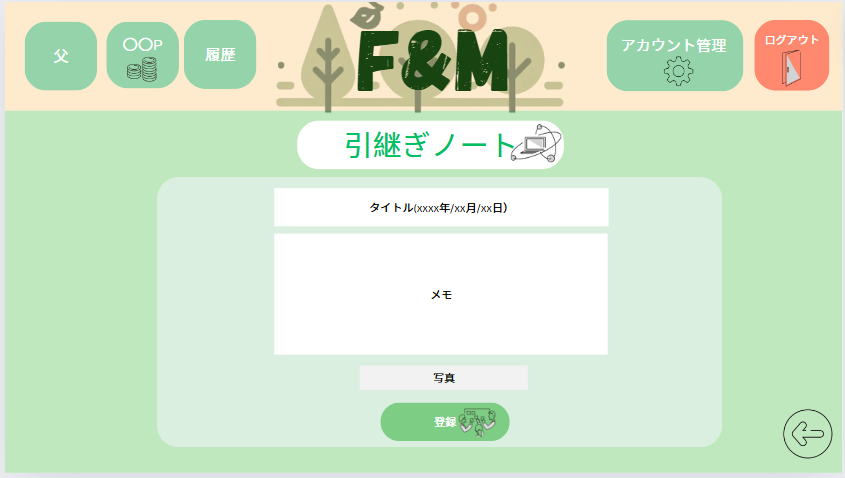 父
〇〇P
履歴
F&M
アカウント管理
ログアウト
引継ぎノート
タイトル(xxxx年/xx月/xx日)
メモ
写真
登録